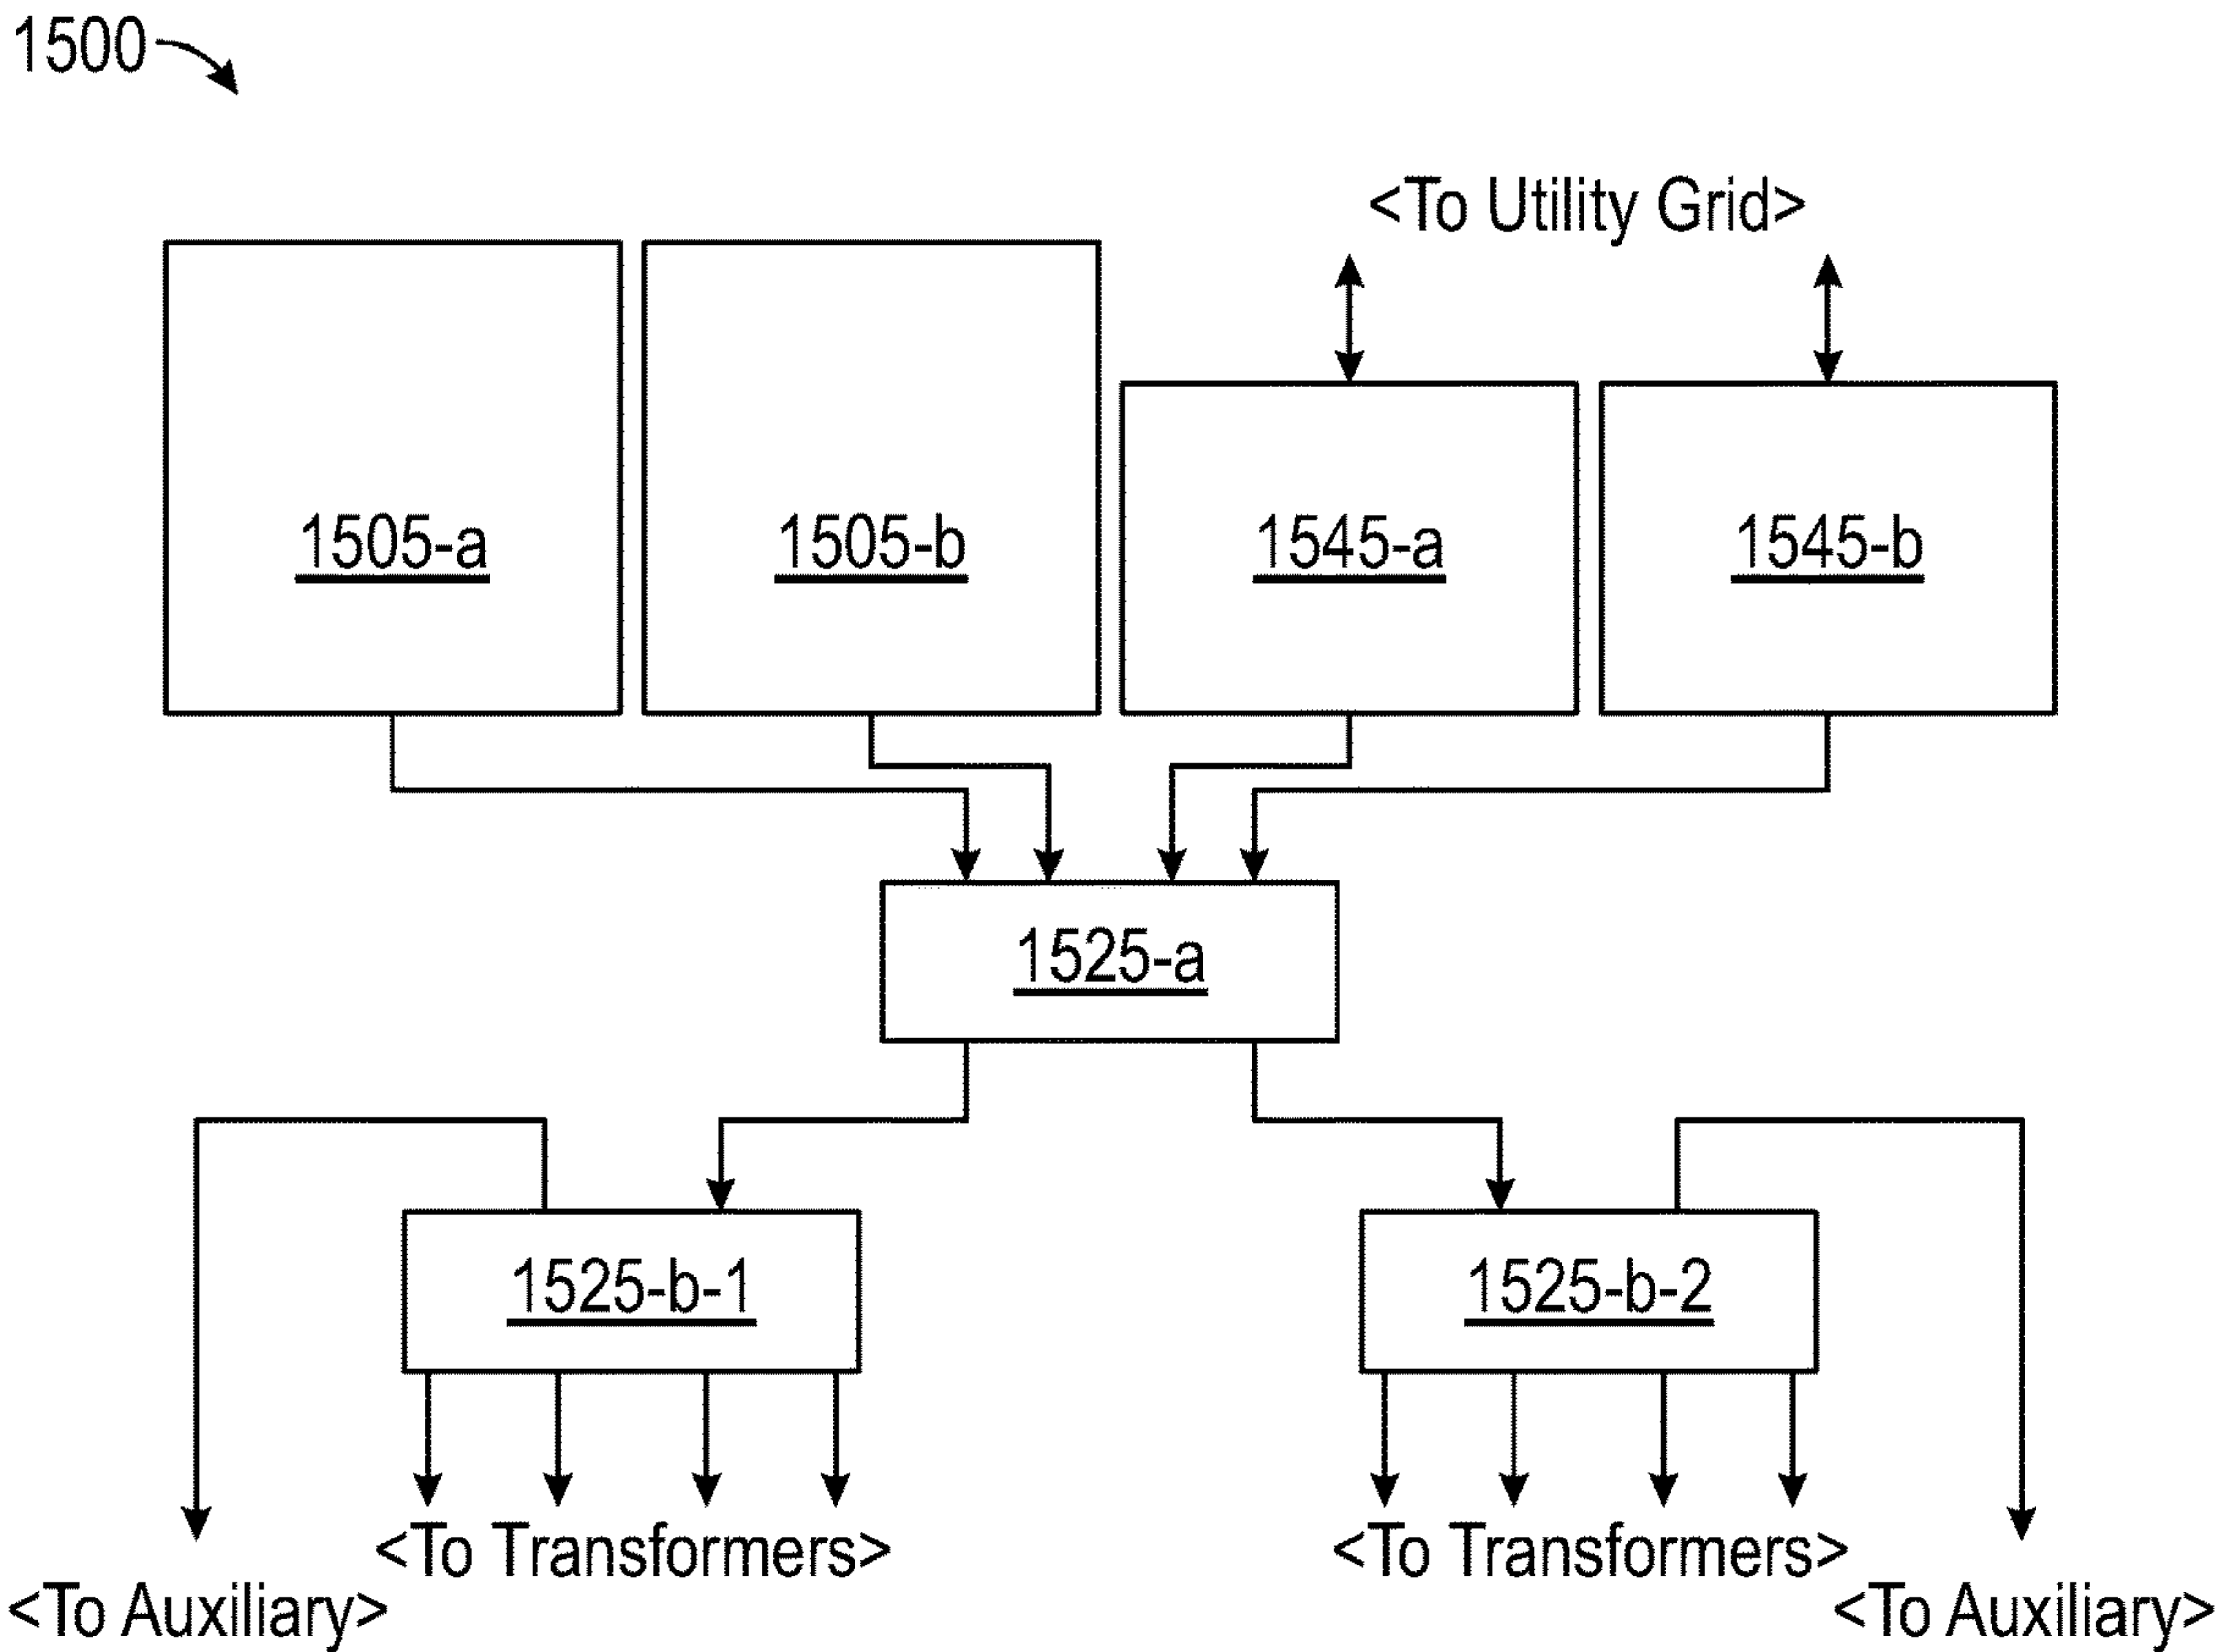 1500
<To Utility Grid>
1505-a
1505-b
1545-a
1545-b
1525-a
1525-b-1
1525-b-2
<To Transformers>
<To Transformers>
<To Auxiliary>
<To Auxiliary>